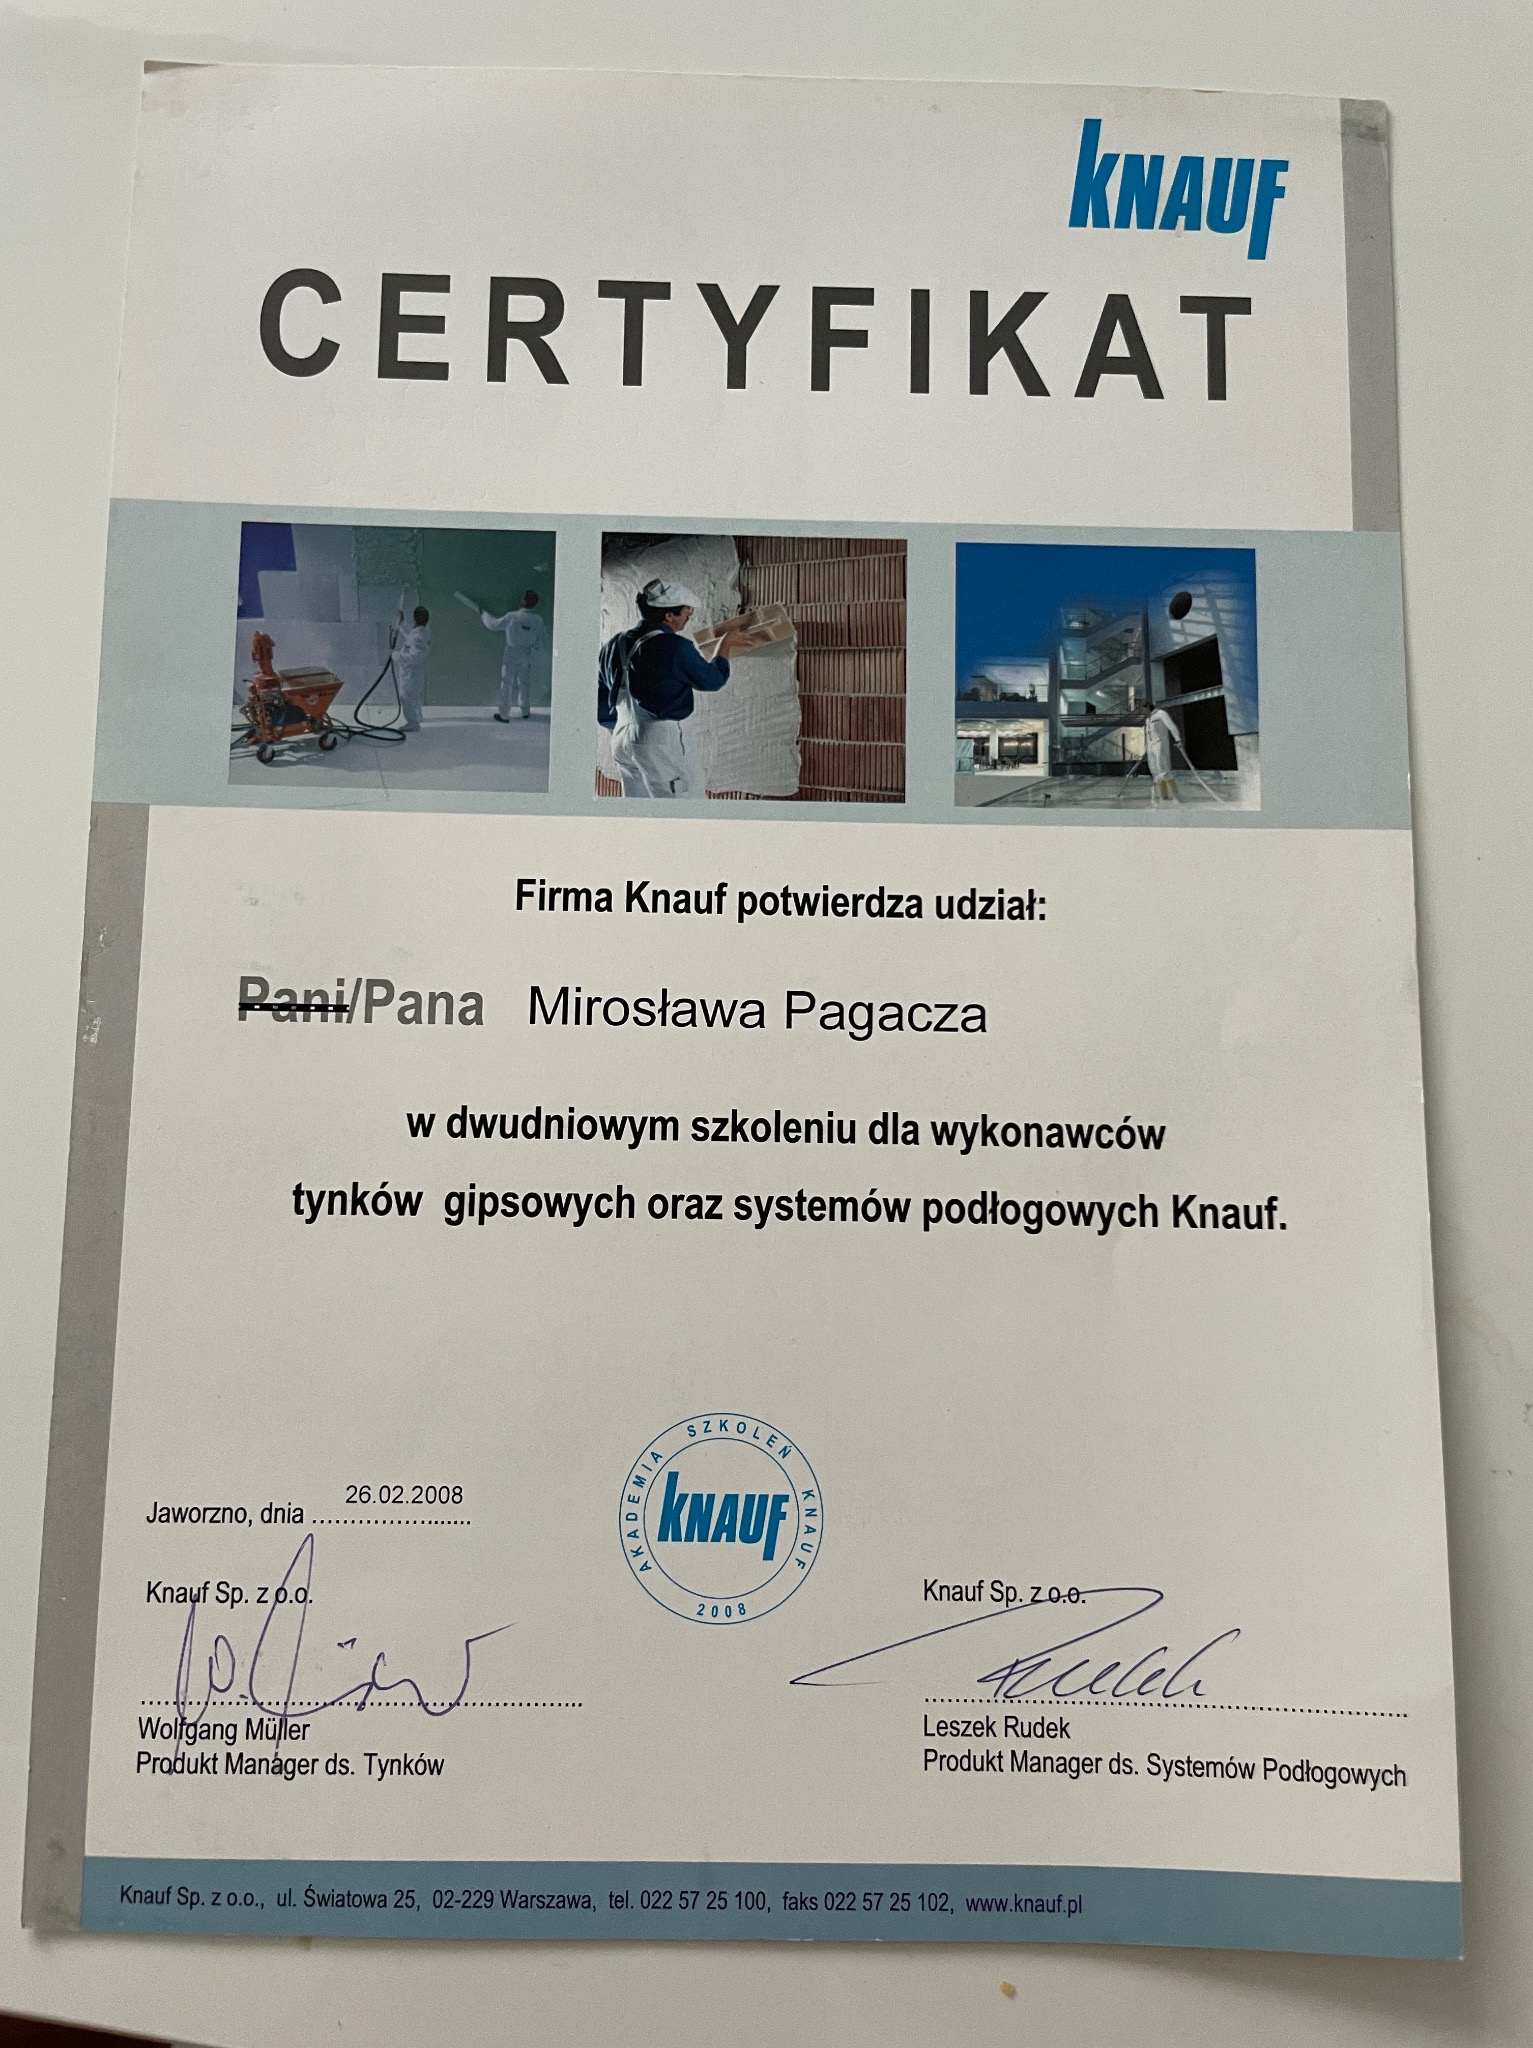 KNAUF
CERTYFIKAT
Firma Knauf potwierdza udział:
Pani/Pana Mirosława Pagacza
w dwudniowym szkoleniu dla wykonawców
tynków gipsowych oraz systemów podłogowych Knauf.
AKADEMIA SZKOLEŃ KNAUF
KNAUF
2008
26.02.2008
Jaworzno, dnia ......................
Knauf Sp. z o.o.
Wolfgang Müller
Produkt Manager ds. Tynków
Knauf Sp. z o.o.
Rudek
Leszek Rudek
Produkt Manager ds. Systemów Podłogowych
Knauf Sp. z o.o., ul. Światowa 25, 02-229 Warszawa, tel. 022 57 25 100, faks 022 57 25 102, www.knauf.pl